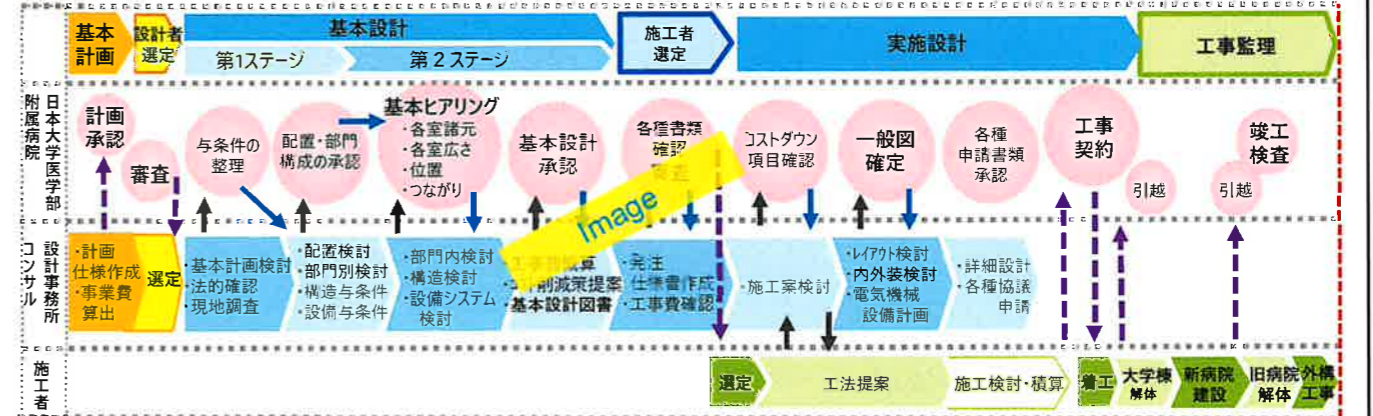 基本
計画
設計者
選定
基本設計
第1ステージ
第2ステージ
施工者
選定
実施設計
工事監理
日本大学医学部
附属病院
計画
承認
審査
与条件の
整理
配置・部門
構成の承認
基本ヒアリング
・各室諸元
・各室広さ
・位置
・つながり
基本設計
承認
各種書類
確認
コストダウン
項目確認
一般図
確定
各種
申請書類
承認
工事
契約
引越
引越
竣工
検査
Image
設計事務所
コンサル
・計画
仕様作成
・事業費
算出
選定
・基本計画検討
・法的確認
・現地調査
・配置検討
・部門別検討
・構造与条件
・設備与条件
・部門内検討
・構造検討
・設備システム
検討
削減策提案
・基本設計図書
・発注
仕様書作成
・工事費確認
・施工案検討
・レイアウト検討
・内外装検討
・電気機械
設備計画
・詳細設計
・各種協議
申請
施工者
選定
工法提案
施工検討・積算
着工
大学棟
解体
新病院
建設
旧病院
解体
外構
工事